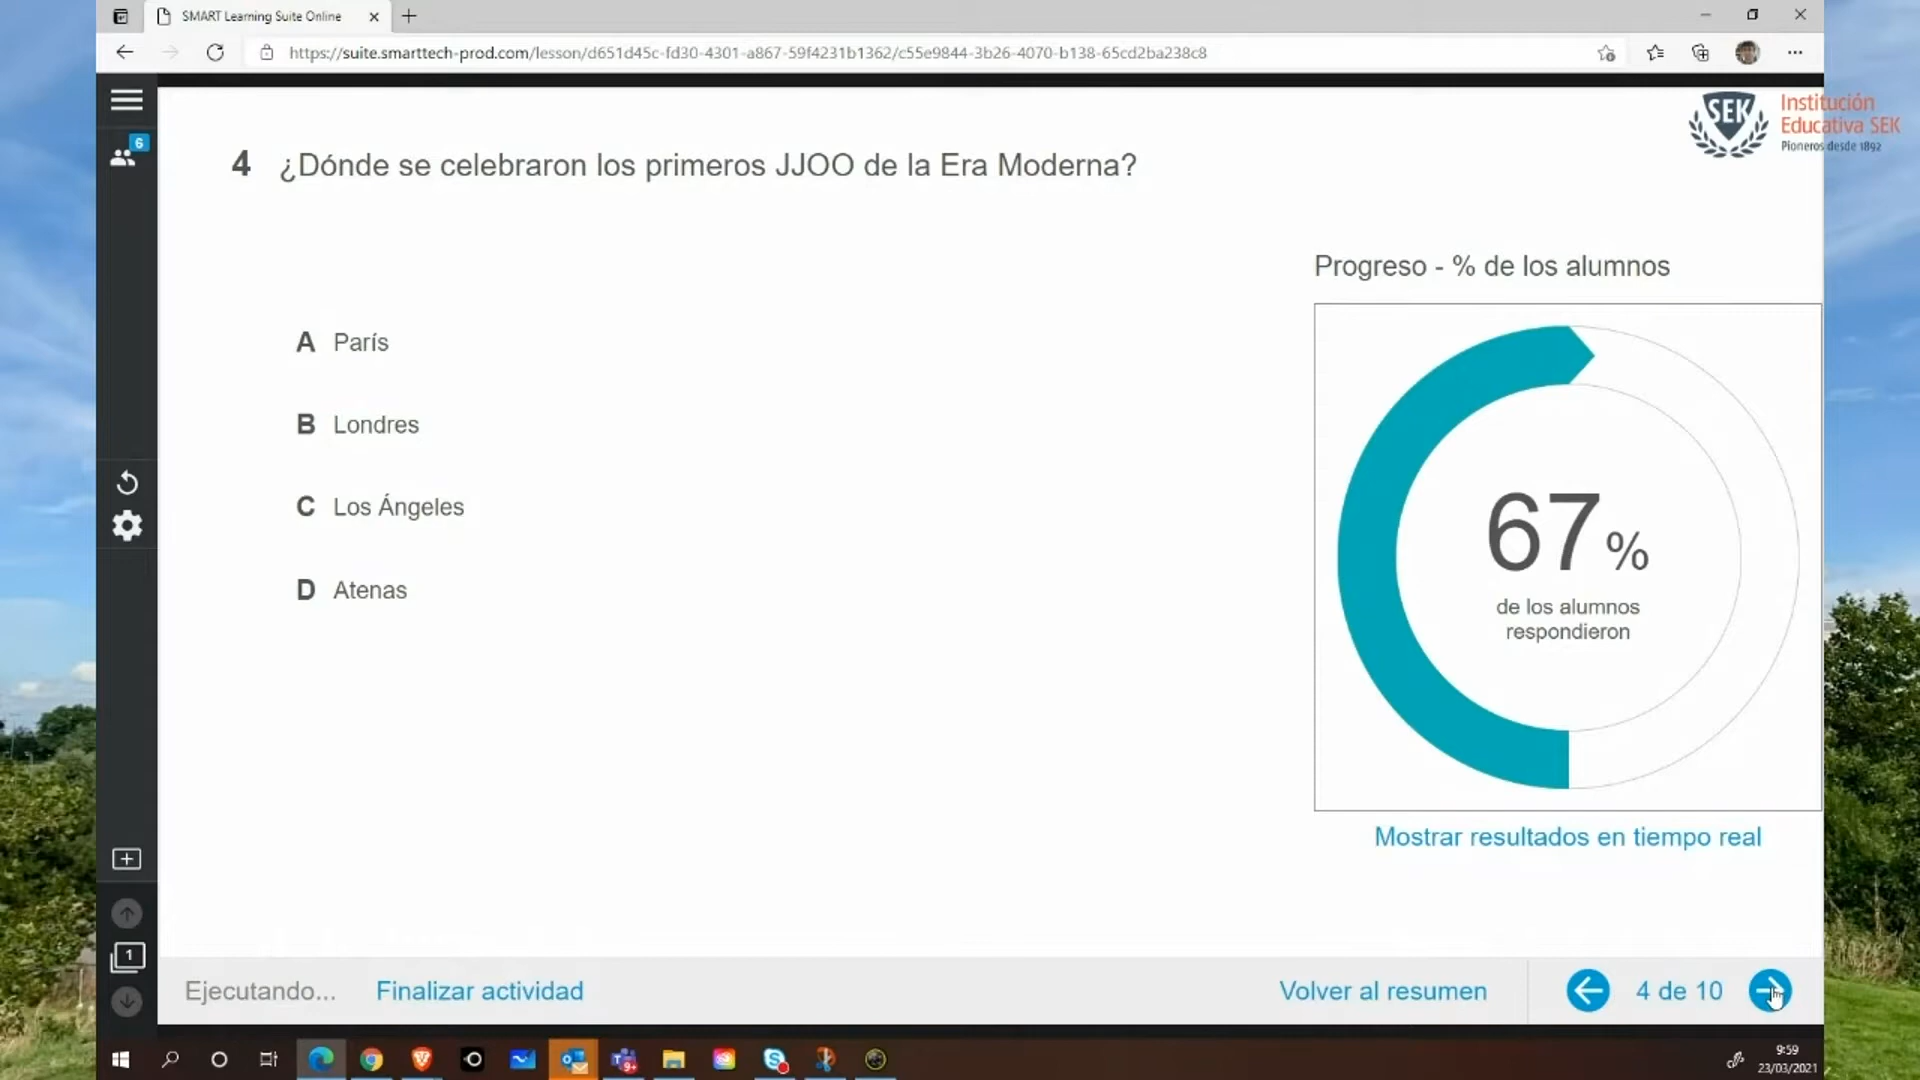 SMART Learning Suite Online
https://suite.smarttech-prod.com/lesson/d651d45c-fd30-4301-a867-59f4231b1362/c55e9844-3b26-4070-b138-65cd2ba238c8
SEK
Institución
Educativa SEK
Pioneros desde 1892
6
4 ¿Dónde se celebraron los primeros JJOO de la Era Moderna?
Progreso - % de los alumnos
A París
B Londres
C Los Ángeles
D Atenas
67 %
de los alumnos
respondieron
Mostrar resultados en tiempo real
1
Ejecutando... Finalizar actividad Volver al resumen 4 de 10
9+
9:59
23/03/2021